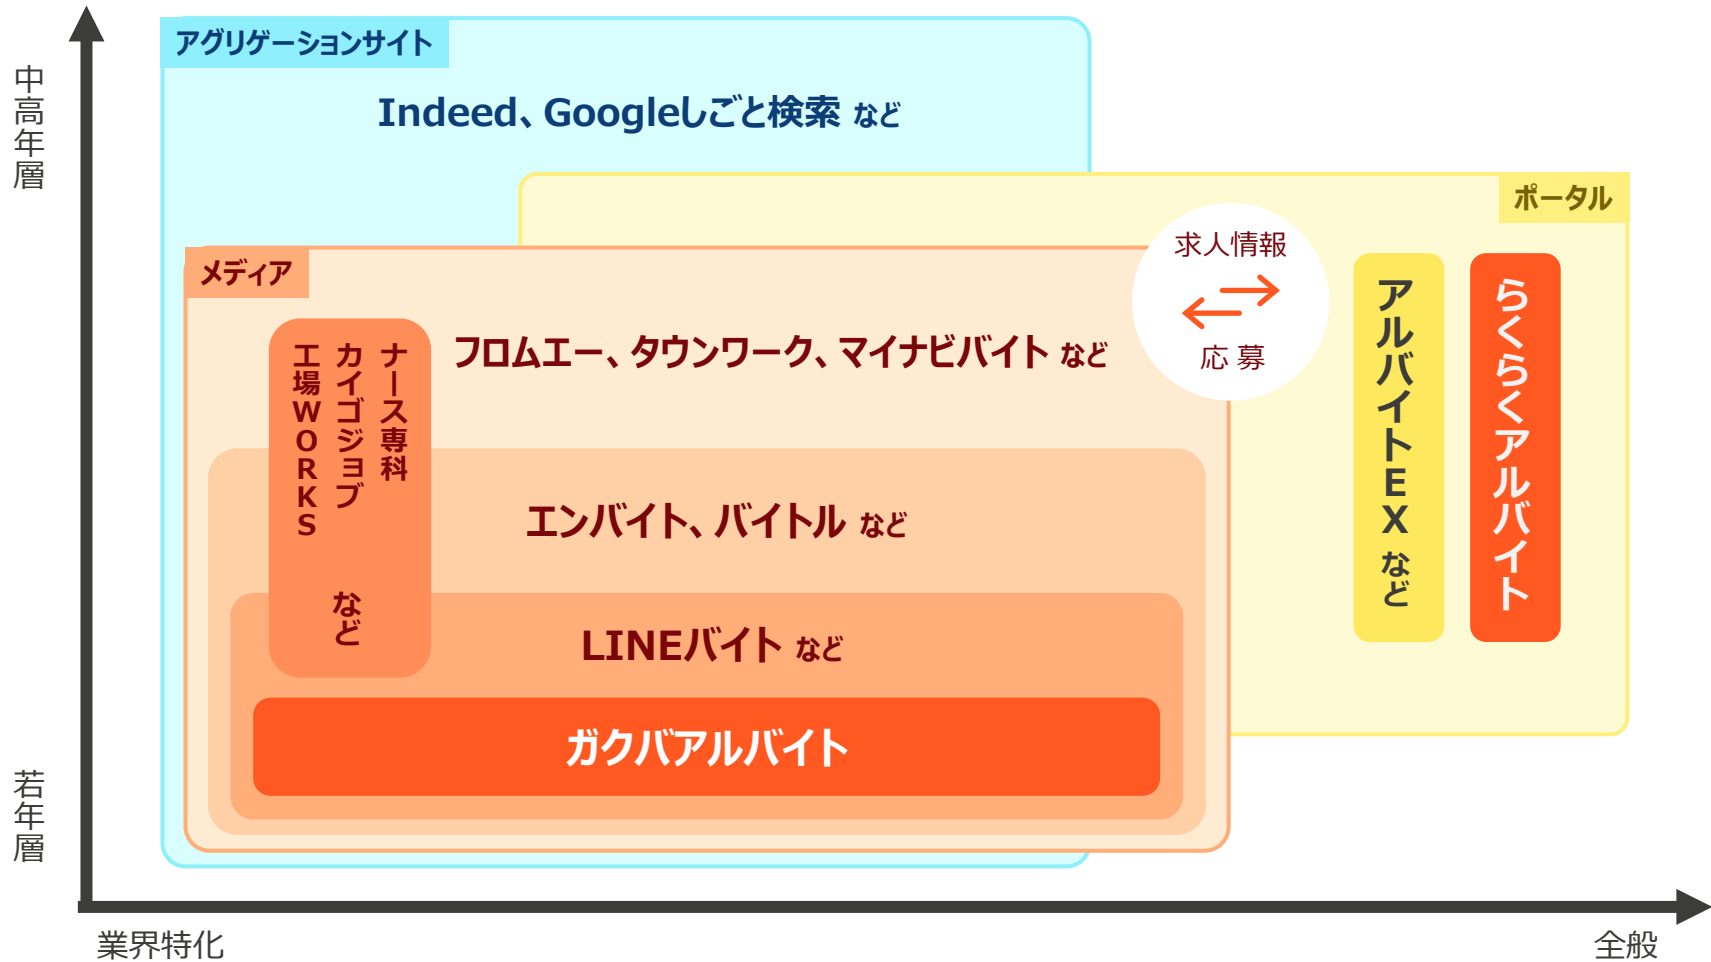 中高年層
アグリゲーションサイト
Indeed、Googleしごと検索 など
ポータル
メディア
求人情報
応 募
フロムエー、タウンワーク、マイナビバイト など
ナース専科
カイゴジョブ
工場WORKS
など
アルバイトEX など
らくらくアルバイト
エンバイト、バイトル など
LINEバイト など
ガクバアルバイト
若年層
業界特化
全般